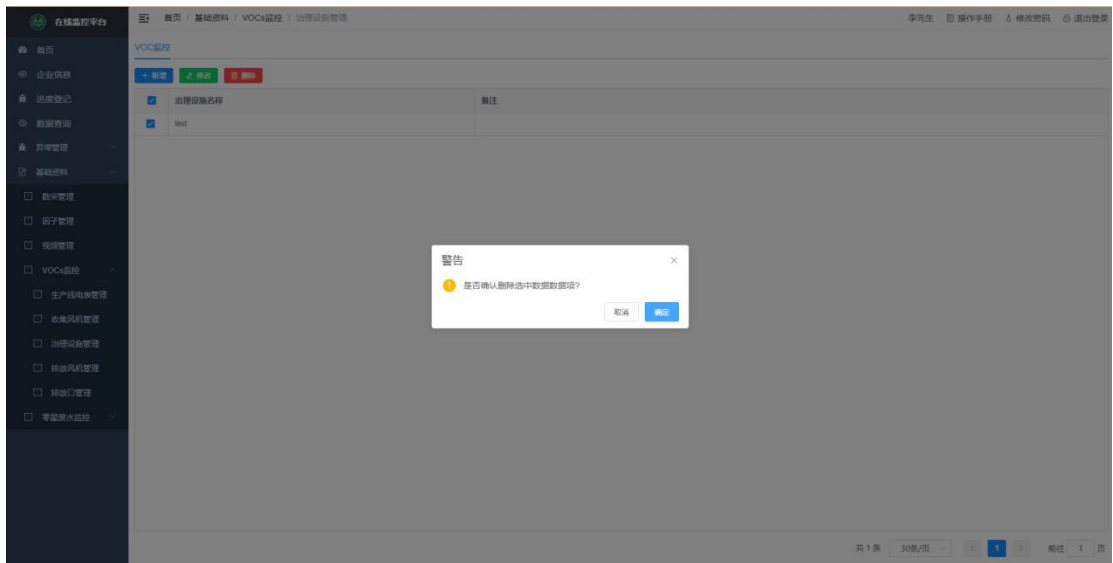 在线监控平台
首页 / 基础资料 / VOCs监控 / 治理设施管理
李先生 操作手册 修改密码 退出登录
首页
企业信息
进度登记
数据查询
异常管理
基础资料
数采管理
因子管理
视频管理
VOCs监控
生产线电表管理
收集风机管理
治理设施管理
排放风机管理
排放口管理
零星废水监控
VOC监控
+ 新增 修改 删除
治理设施名称 备注
test
警告
是否确认删除选中数据数据项?
取消 确定
共 1 条 30条/页 < 1 > 前往 1 页